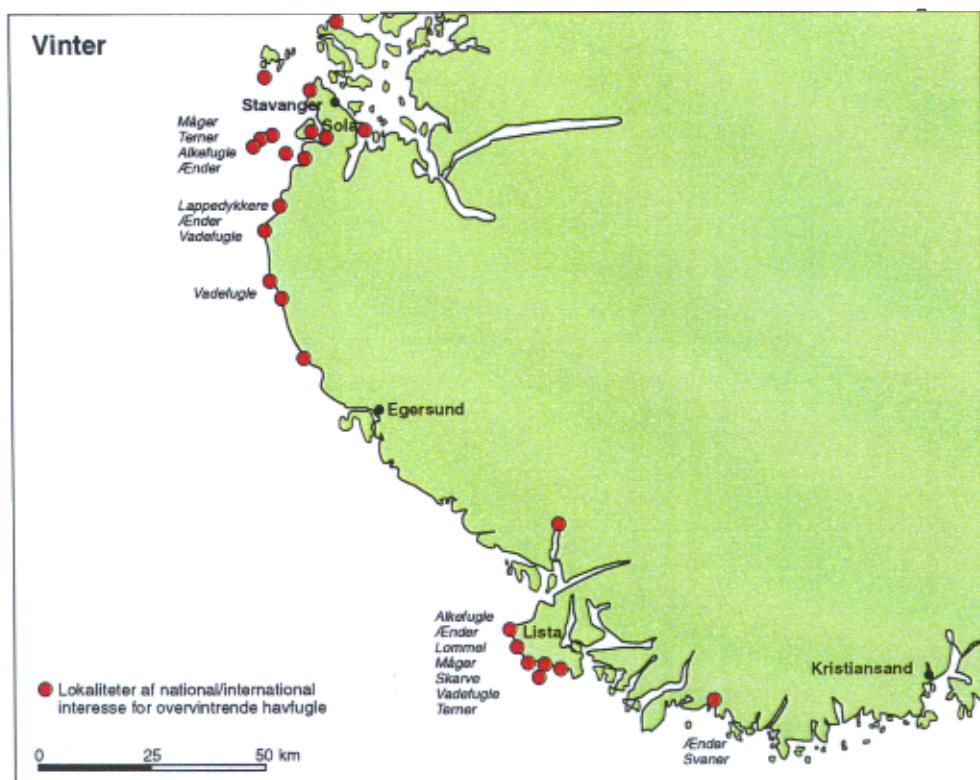 Vinter
Stavanger
Sola
Måger
Terner
Alkefugle
Ænder
Lappedykkere
Ænder
Vadefugle
Vadefugle
Egersund
Alkefugle
Ænder
Lommel
Måger
Skarve
Vadefugle
Terner
Lista
Kristiansand
Ænder
Svaner
Lokaliteter af national/international
interesse for overvintrende havfugle
0 25 50 km